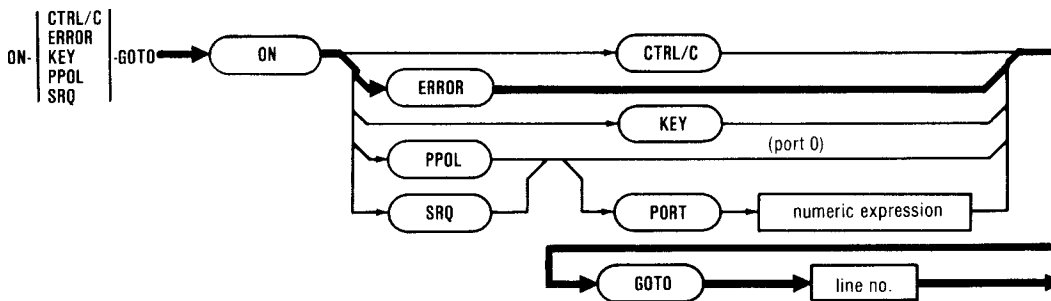 CTRL/C
ERROR
ON- KEY -GOTO
PPOL
SRQ
ON
CTRL/C
ERROR
KEY
PPOL
(port 0)
SRQ
PORT
numeric expression
GOTO
line no.